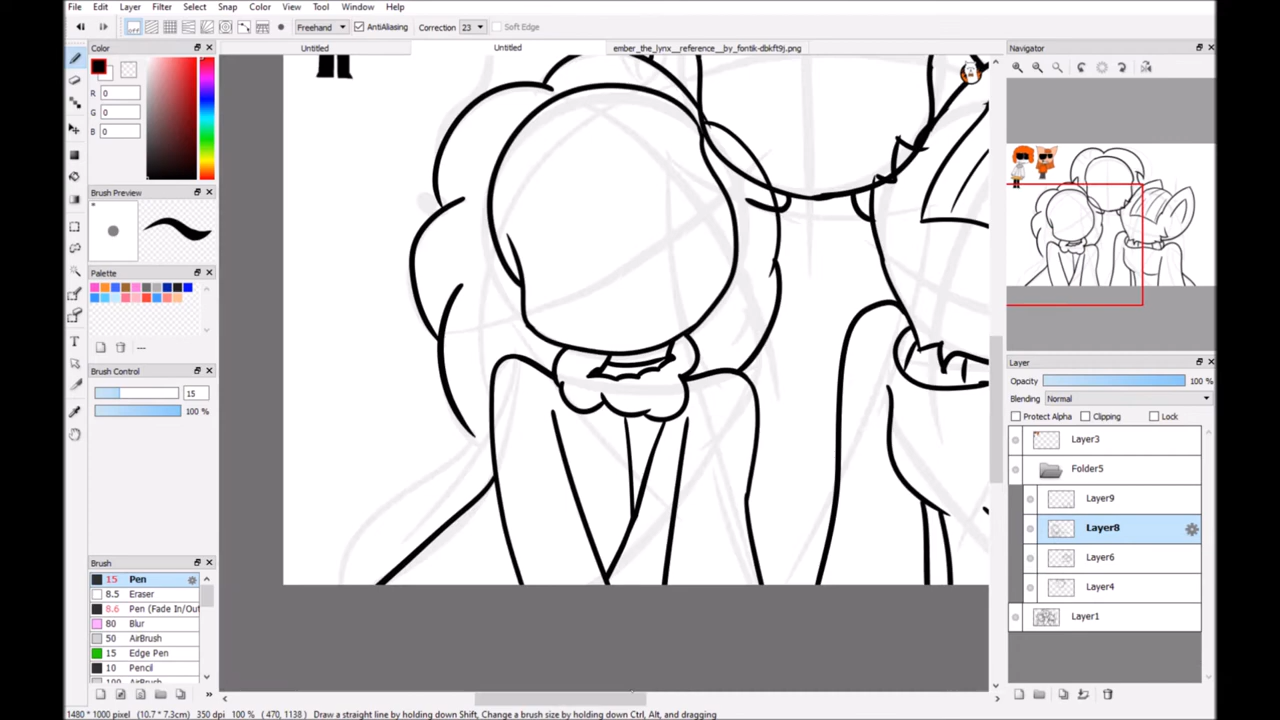 File Edit Layer Filter Select Snap Color View Tool Window Help
off Freehand AntiAliasing Correction 23 Soft Edge
Untitled Untitled ember_the_lynx__reference__by_fontik-dbkft9j.png
Color
R 0
G 0
B 0
Brush Preview
Palette
---
Brush Control
15
100 %
Brush
15 Pen
8.5 Eraser
8.6 Pen (Fade In/Out
80 Blur
50 AirBrush
15 Edge Pen
10 Pencil
100 AirBrush
Navigator
Layer
Opacity 100 %
Blending Normal
Protect Alpha Clipping Lock
Layer3
Folder5
Layer9
Layer8
Layer6
Layer4
Layer1
1480 * 1000 pixel (10.7 * 7.3cm) 350 dpi 100 % ( 470, 1138) Draw a straight line by holding down Shift, Change a brush size by holding down Ctrl, Alt, and dragging